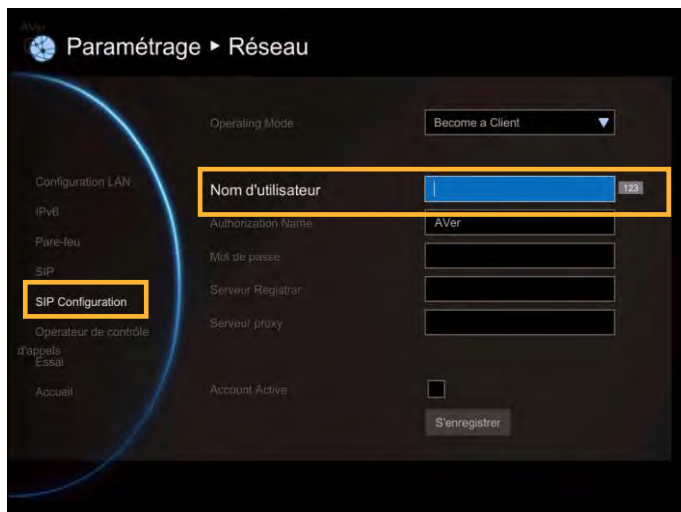 AVer
Paramétrage ▸ Réseau
Operating Mode
Become a Client
Configuration LAN
Nom d'utilisateur
123
IPv6
Authorization Name
AVer
Pare-feu
Mot de passe
SIP
Serveur Registrar
SIP Configuration
Serveur proxy
Opérateur de contrôle
d'appels
Essai
Accueil
Account Active
S'enregistrer